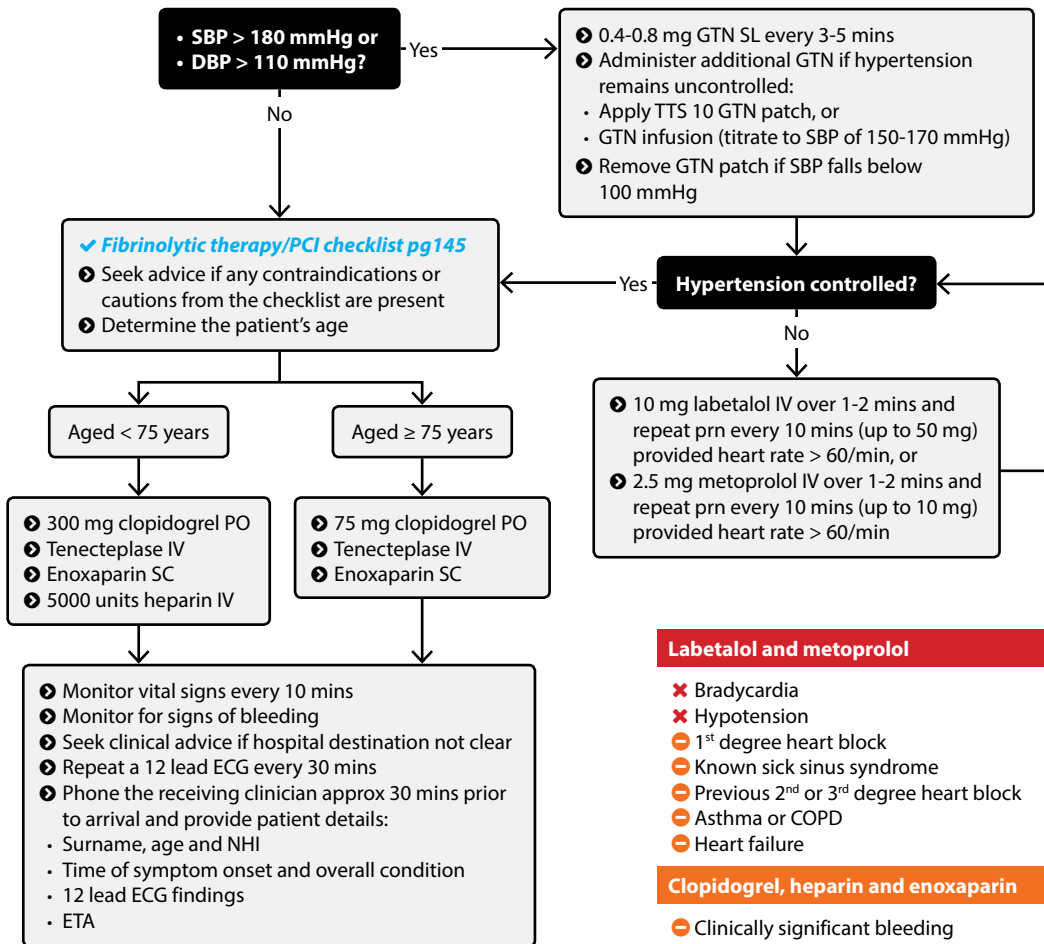 • SBP > 180 mmHg or
• DBP > 110 mmHg?
Yes
No
0.4-0.8 mg GTN SL every 3-5 mins
Administer additional GTN if hypertension
remains uncontrolled:
• Apply TTS 10 GTN patch, or
• GTN infusion (titrate to SBP of 150-170 mmHg)
Remove GTN patch if SBP falls below
100 mmHg
Fibrinolytic therapy/PCI checklist pg145
Seek advice if any contraindications or
cautions from the checklist are present
Determine the patient's age
Yes
Hypertension controlled?
No
10 mg labetalol IV over 1-2 mins and
repeat prn every 10 mins (up to 50 mg)
provided heart rate > 60/min, or
2.5 mg metoprolol IV over 1-2 mins and
repeat prn every 10 mins (up to 10 mg)
provided heart rate > 60/min
Aged < 75 years
Aged ≥ 75 years
300 mg clopidogrel PO
Tenecteplase IV
Enoxaparin SC
5000 units heparin IV
75 mg clopidogrel PO
Tenecteplase IV
Enoxaparin SC
Monitor vital signs every 10 mins
Monitor for signs of bleeding
Seek clinical advice if hospital destination not clear
Repeat a 12 lead ECG every 30 mins
Phone the receiving clinician approx 30 mins prior
to arrival and provide patient details:
• Surname, age and NHI
• Time of symptom onset and overall condition
• 12 lead ECG findings
• ETA
Labetalol and metoprolol
Bradycardia
Hypotension
1st degree heart block
Known sick sinus syndrome
Previous 2nd or 3rd degree heart block
Asthma or COPD
Heart failure
Clopidogrel, heparin and enoxaparin
Clinically significant bleeding